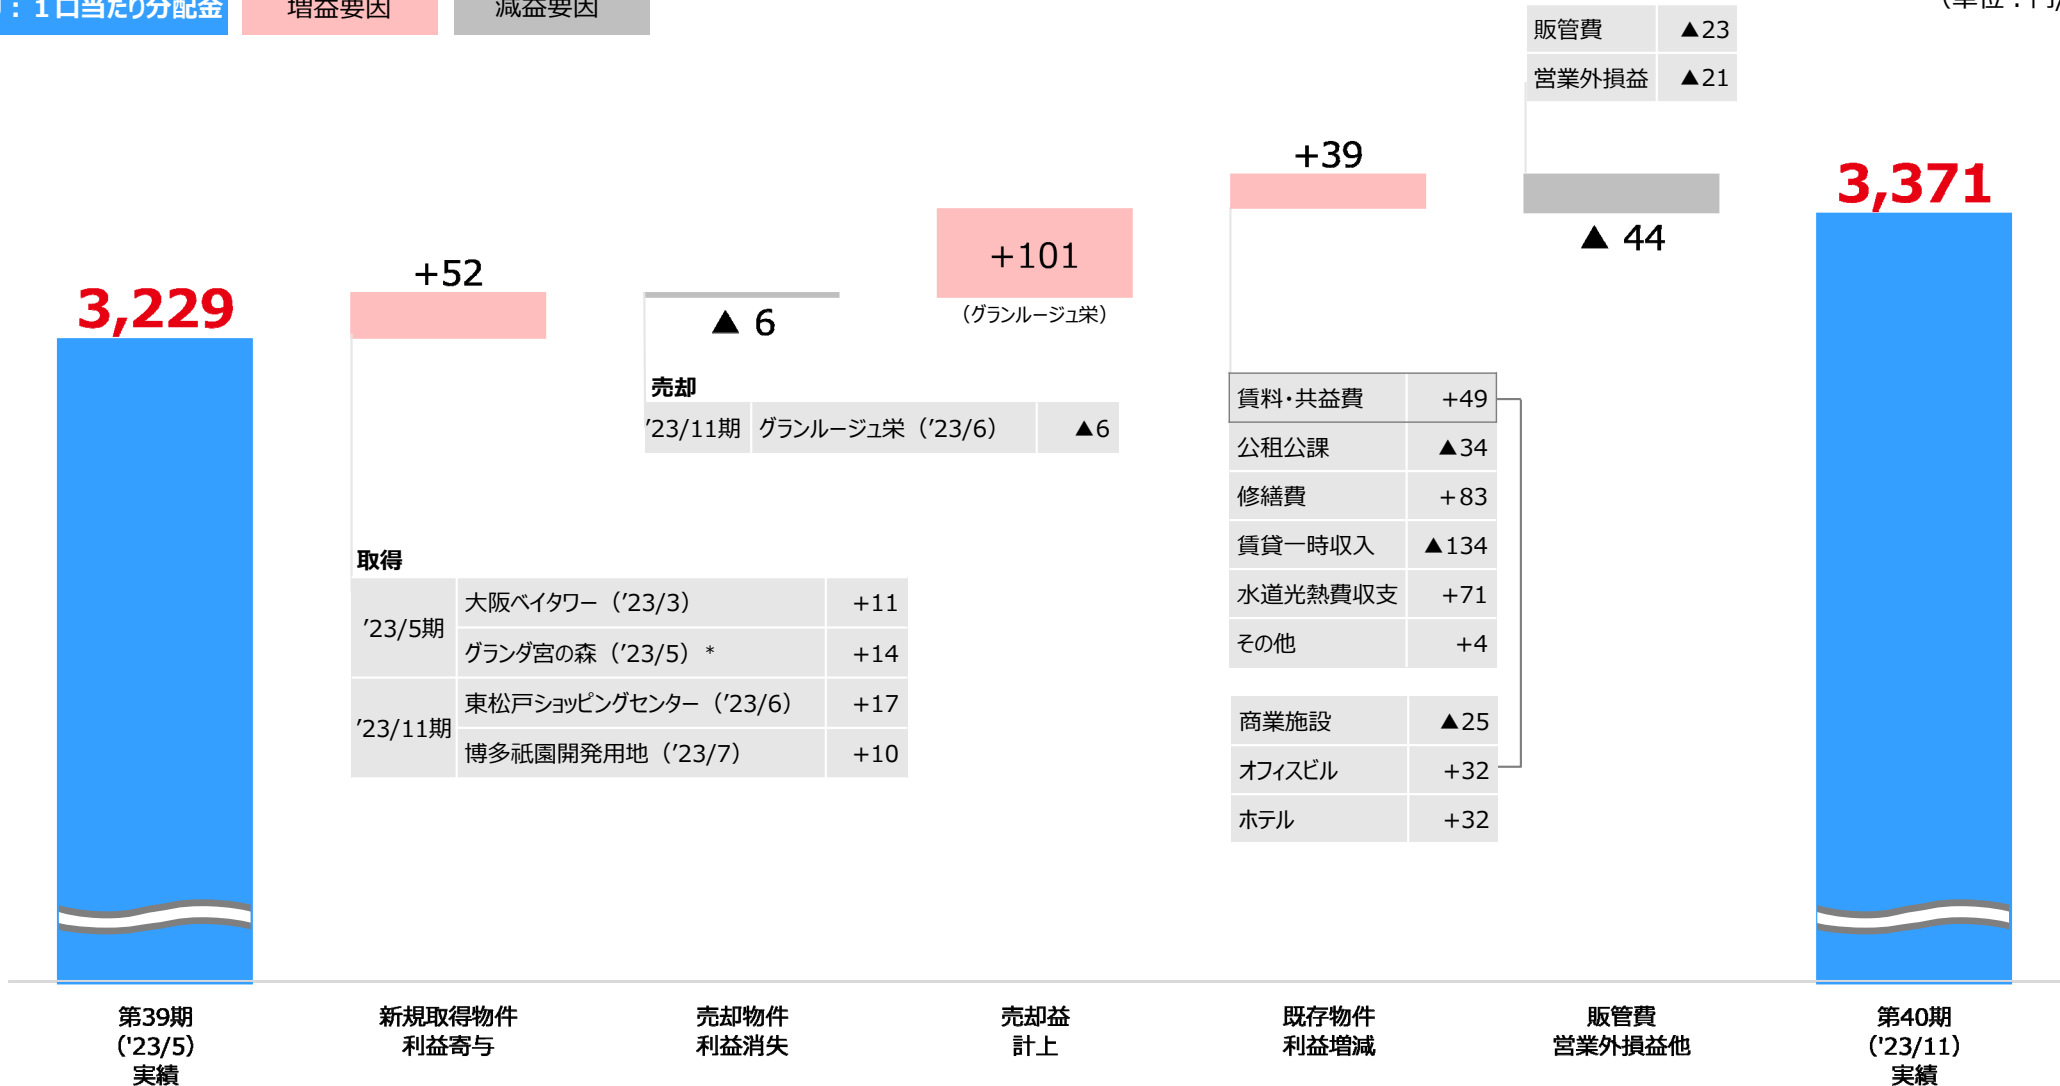 ：１口当たり分配金
増益要因
減益要因
販管費 ▲23
営業外損益 ▲21
3,229
+52
▲ 6
+101
（グランルージュ栄）
+39
▲ 44
3,371
売却
’23/11期 グランルージュ栄（’23/6） ▲6
取得
’23/5期
大阪ベイタワー（’23/3） +11
グランダ宮の森（’23/5）* +14
’23/11期
東松戸ショッピングセンター（’23/6） +17
博多祇園開発用地（’23/7） +10
賃料・共益費 +49
公租公課 ▲34
修繕費 +83
賃貸一時収入 ▲134
水道光熱費収支 +71
その他 +4
商業施設 ▲25
オフィスビル +32
ホテル +32
第39期
（'23/5）
実績
新規取得物件
利益寄与
売却物件
利益消失
売却益
計上
既存物件
利益増減
販管費
営業外損益他
第40期
（'23/11）
実績